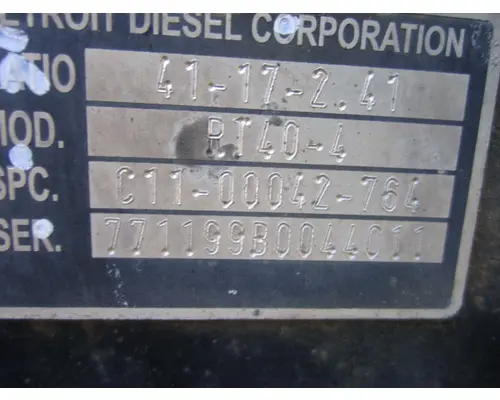 ETROIT DIESEL CORPORATION
ATIO 41-17-2.41
MOD. RT40-4
SPC. C11-00042-764
SER. 771199B0044C11